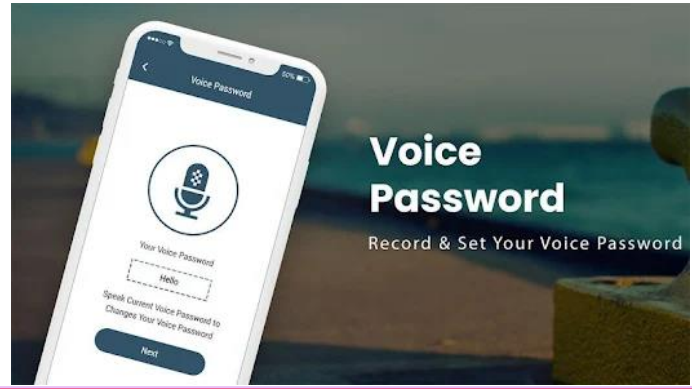 50%
Voice Password
Your Voice Password
Hello
Speak Current Voice Password to
Changes Your Voice Password
Next
Voice
Password
Record & Set Your Voice Password